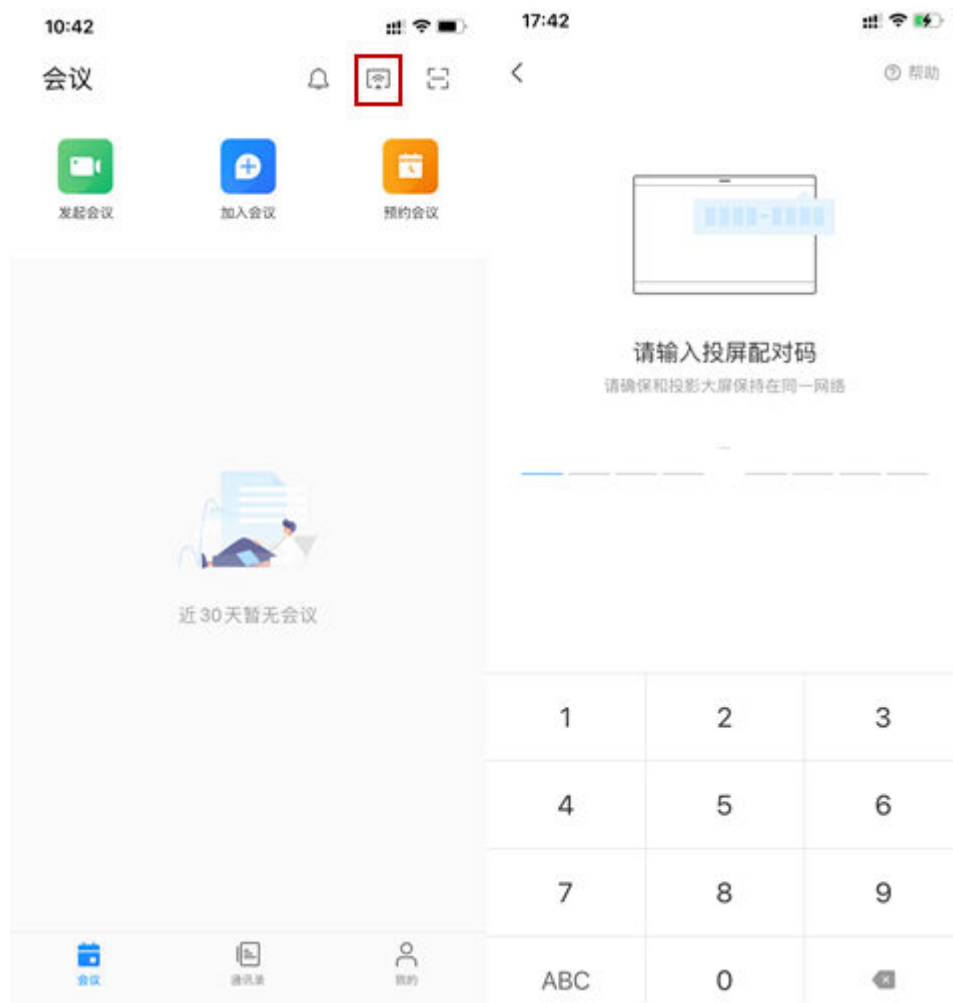 10:42
会议
发起会议
加入会议
预约会议
近30天暂无会议
会议
通讯录
我的
17:42
帮助
请输入投屏配对码
请确保和投影大屏保持在同一网络
1 2 3
4 5 6
7 8 9
ABC 0